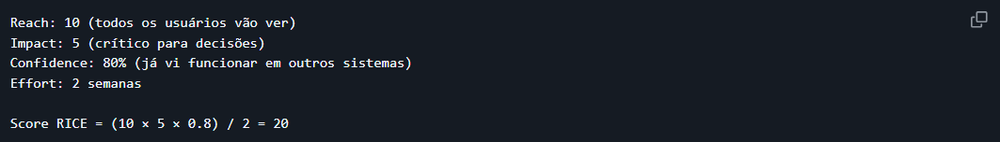 Reach: 10 (todos os usuários vão ver)
Impact: 5 (crítico para decisões)
Confidence: 80% (já vi funcionar em outros sistemas)
Effort: 2 semanas
Score RICE = (10 × 5 × 0.8) / 2 = 20